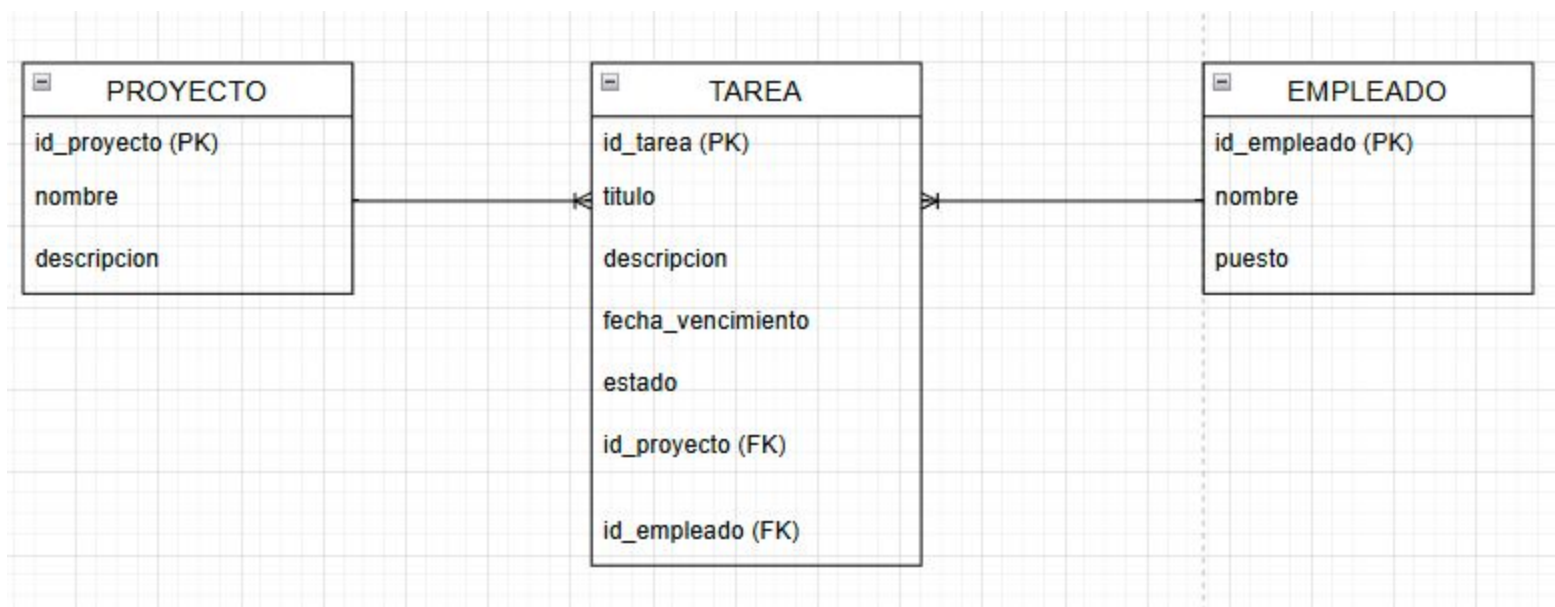 PROYECTO
id_proyecto (PK)
nombre
descripcion
TAREA
id_tarea (PK)
titulo
descripcion
fecha_vencimiento
estado
id_proyecto (FK)
id_empleado (FK)
EMPLEADO
id_empleado (PK)
nombre
puesto